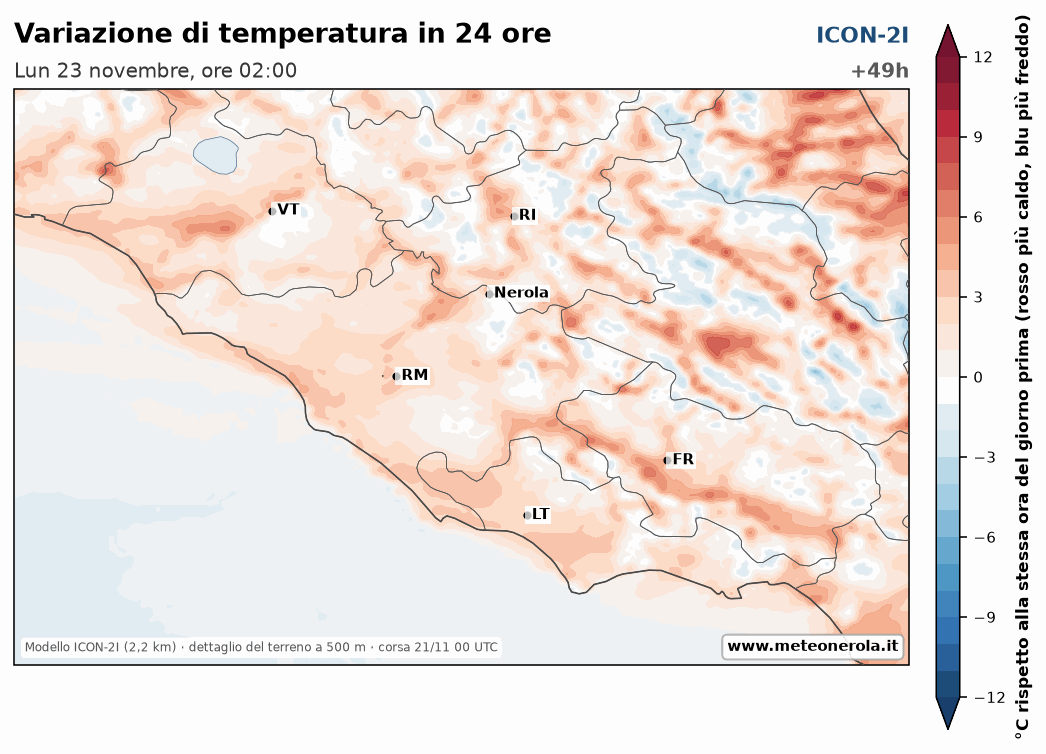 Variazione di temperatura in 24 ore
ICON-2I
Lun 23 novembre, ore 02:00
+49h
VT
RI
Nerola
RM
FR
LT
Modello ICON-2I (2,2 km) · dettaglio del terreno a 500 m · corsa 21/11 00 UTC
www.meteonerola.it
12
9
6
3
0
−3
−6
−9
−12
°C rispetto alla stessa ora del giorno prima (rosso più caldo, blu più freddo)